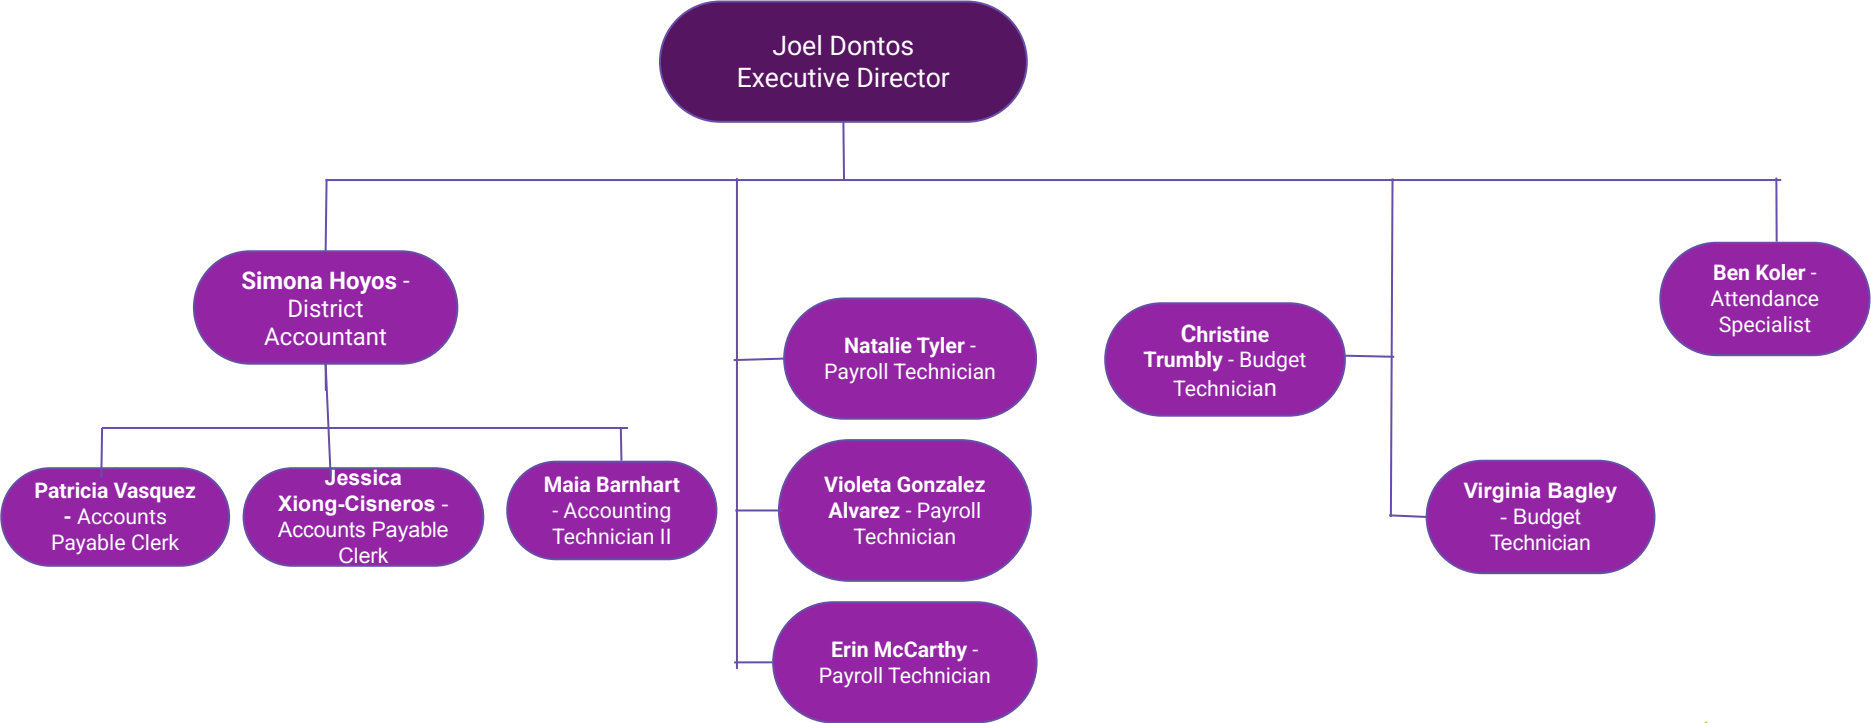 Joel Dontos
Executive Director
Simona Hoyos -
District
Accountant
Patricia Vasquez
- Accounts
Payable Clerk
Jessica
Xiong-Cisneros -
Accounts Payable
Clerk
Maia Barnhart
- Accounting
Technician II
Natalie Tyler -
Payroll Technician
Violeta Gonzalez
Alvarez - Payroll
Technician
Erin McCarthy -
Payroll Technician
Christine
Trumbly - Budget
Technician
Virginia Bagley
- Budget
Technician
Ben Koler -
Attendance
Specialist